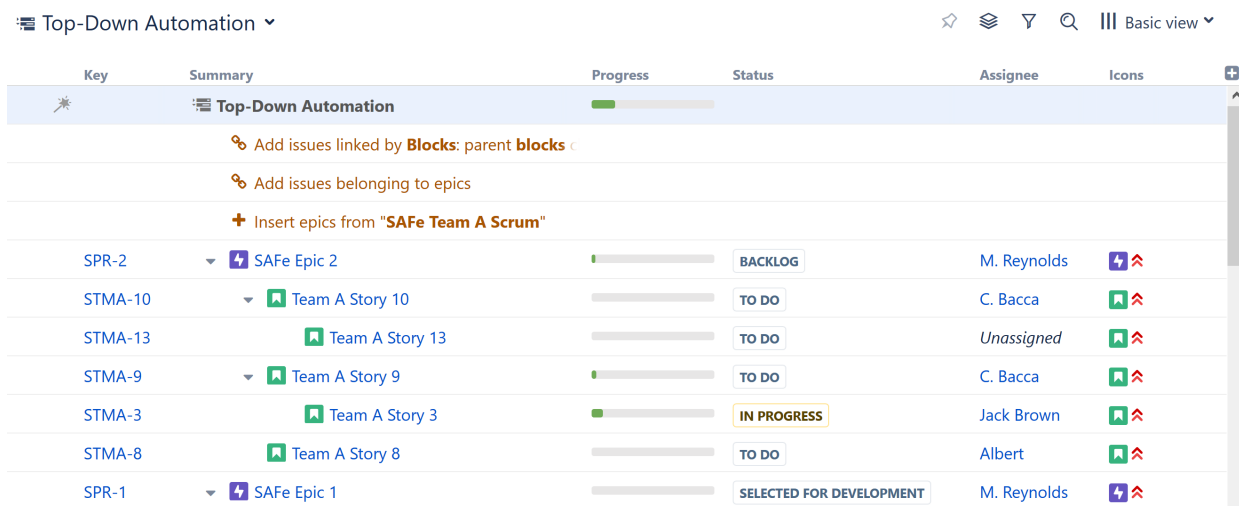 Top-Down Automation Basic view
Key Summary Progress Status Assignee Icons
Top-Down Automation
Add issues linked by Blocks: parent blocks
Add issues belonging to epics
Insert epics from "SAFe Team A Scrum"
SPR-2 SAFe Epic 2 BACKLOG M. Reynolds
STMA-10 Team A Story 10 TO DO C. Bacca
STMA-13 Team A Story 13 TO DO Unassigned
STMA-9 Team A Story 9 TO DO C. Bacca
STMA-3 Team A Story 3 IN PROGRESS Jack Brown
STMA-8 Team A Story 8 TO DO Albert
SPR-1 SAFe Epic 1 SELECTED FOR DEVELOPMENT M. Reynolds